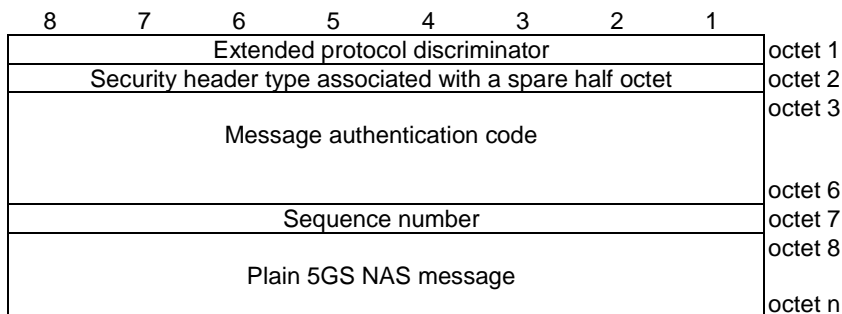 8 7 6 5 4 3 2 1
Extended protocol discriminator octet 1
Security header type associated with a spare half octet octet 2
octet 3
Message authentication code
octet 6
Sequence number octet 7
octet 8
Plain 5GS NAS message
octet n